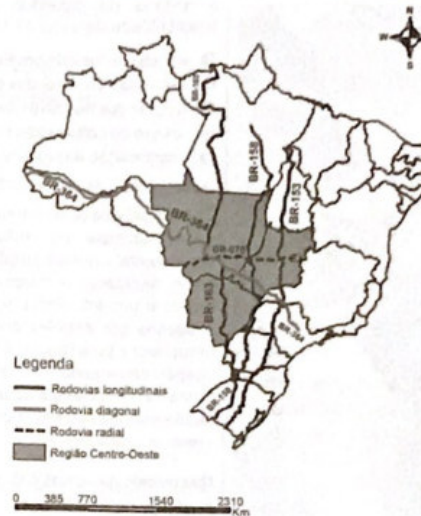 N
W
S
BR-158
BR-153
BR-364
BR-364
BR-070
BR-163
BR-364
BR-158
Legenda
Rodovias longitudinais
Rodovia diagonal
Rodovia radial
Região Centro-Oeste
0 385 770 1540 2310
Km